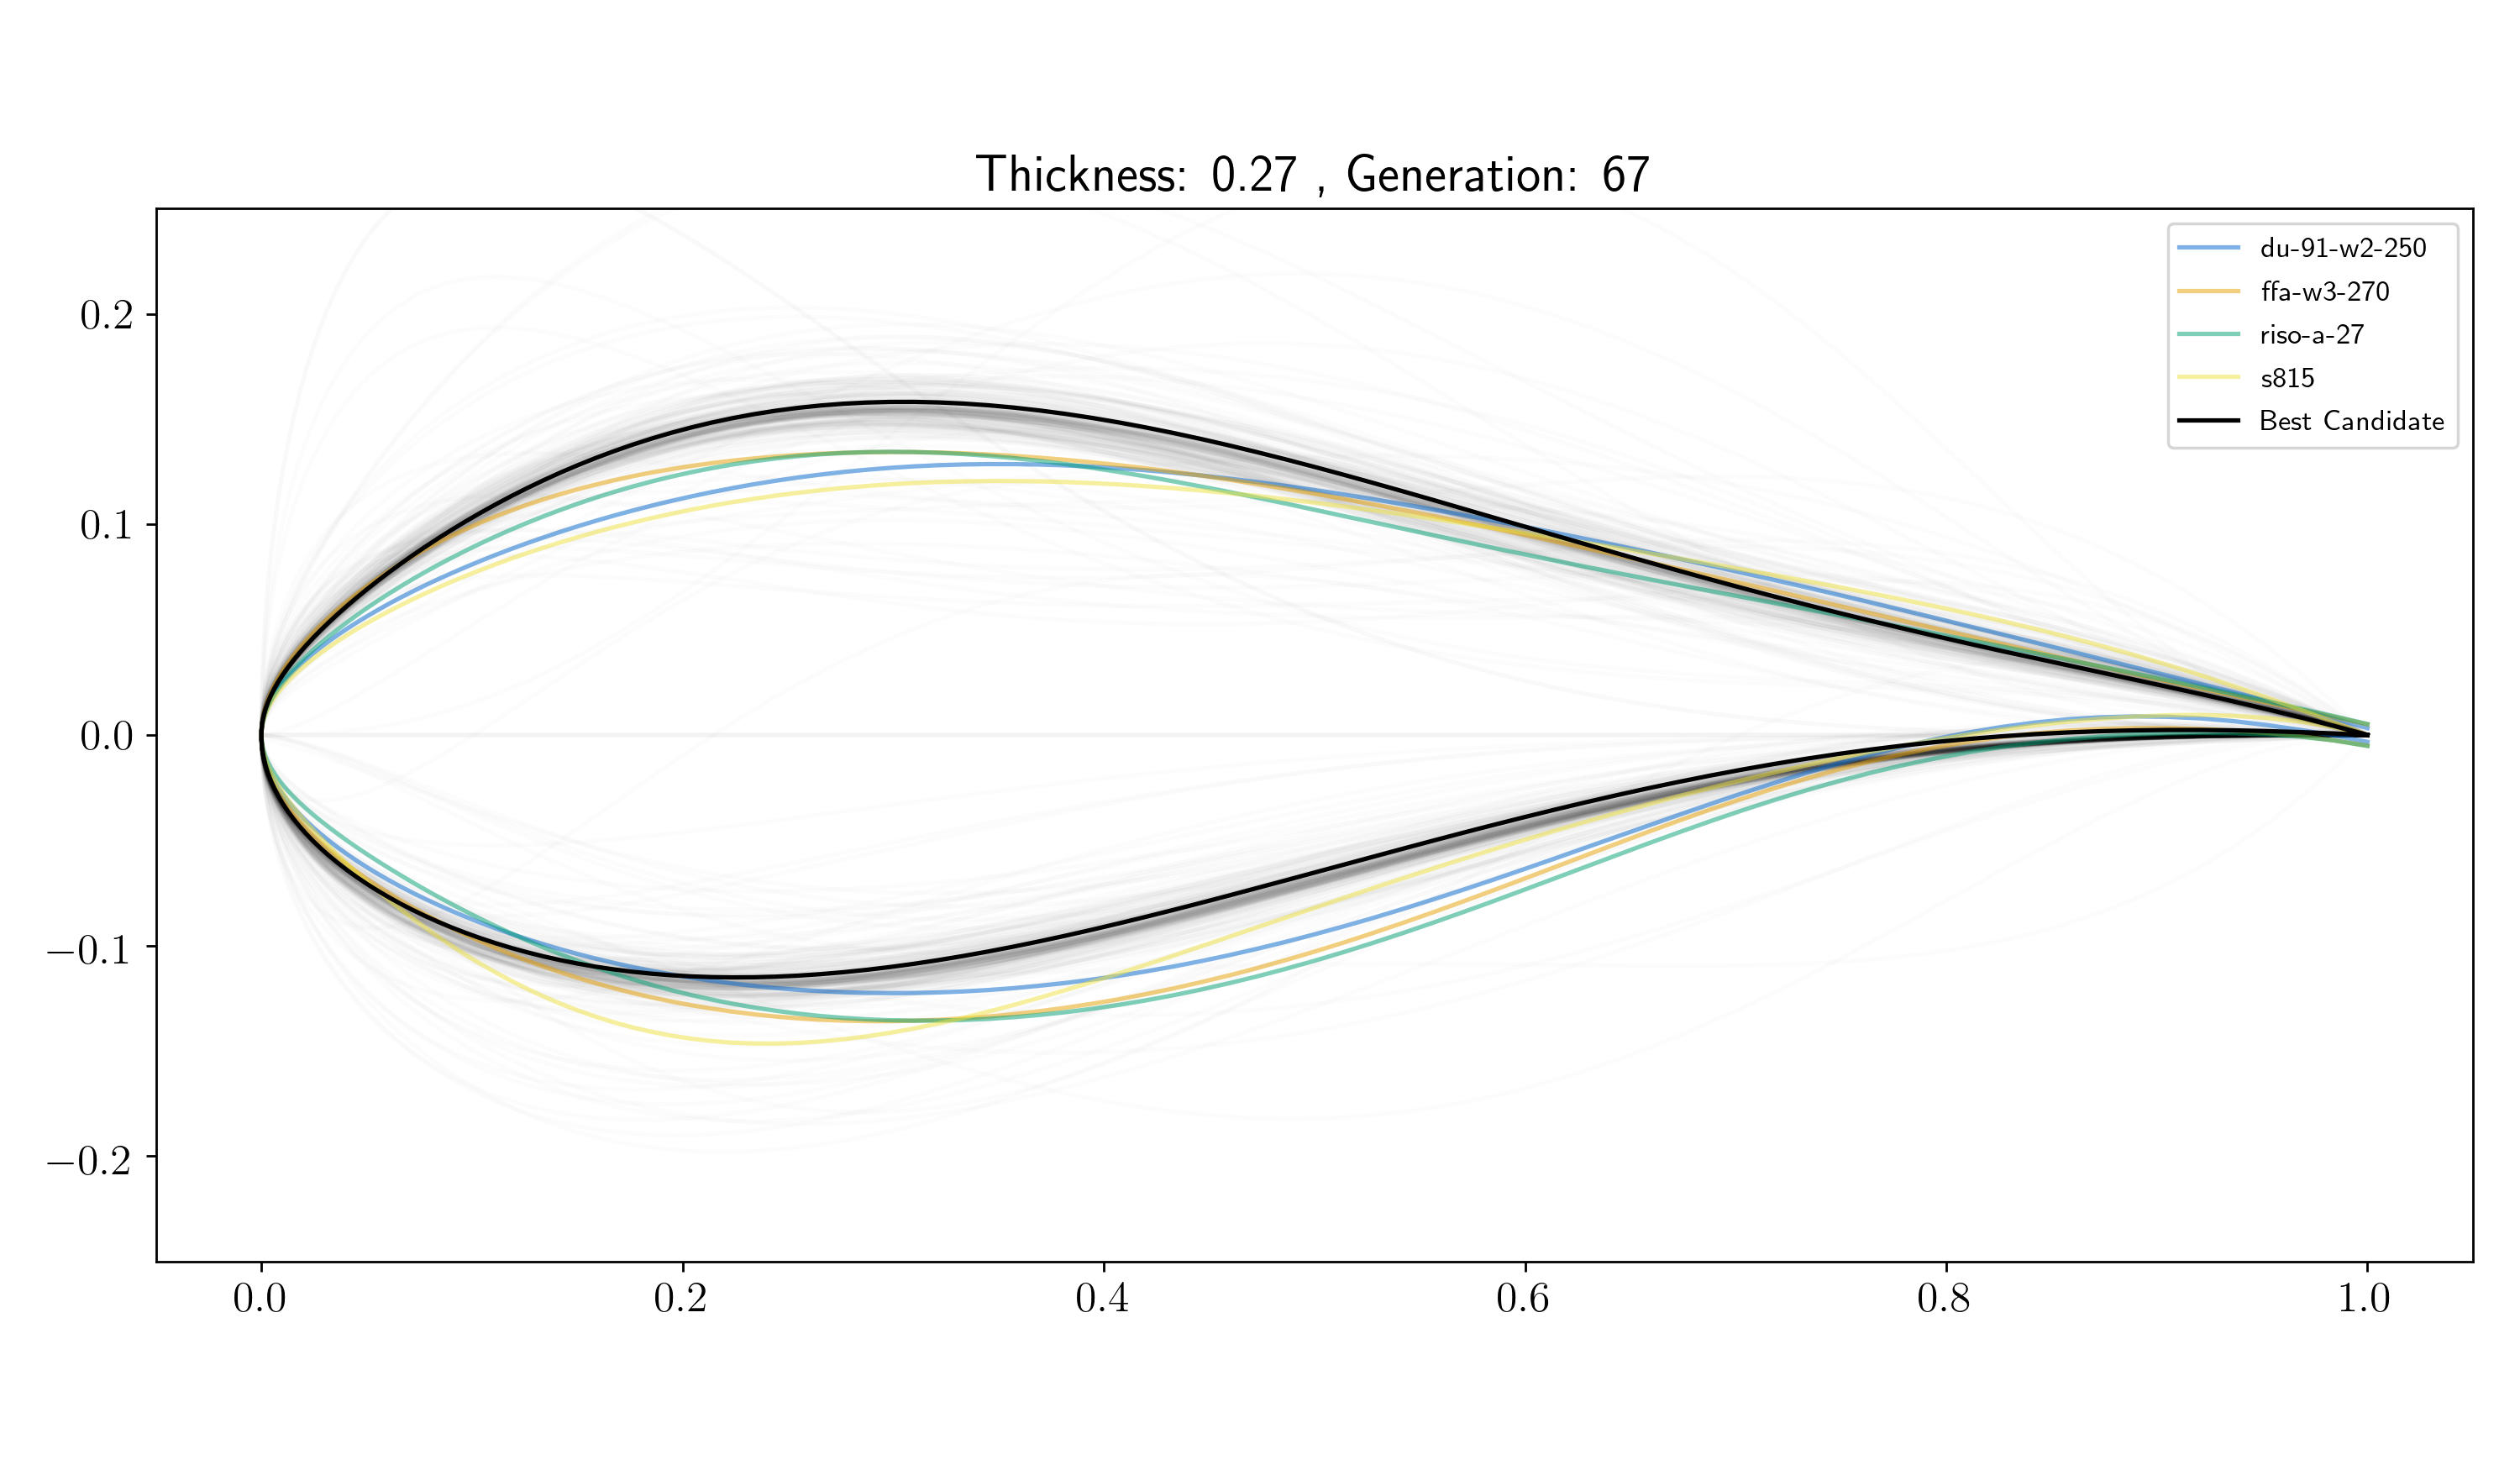 Thickness: 0.27 , Generation: 67
du-91-w2-250
ffa-w3-270
riso-a-27
s815
Best Candidate
0.2
0.1
0.0
−0.1
−0.2
0.0 0.2 0.4 0.6 0.8 1.0